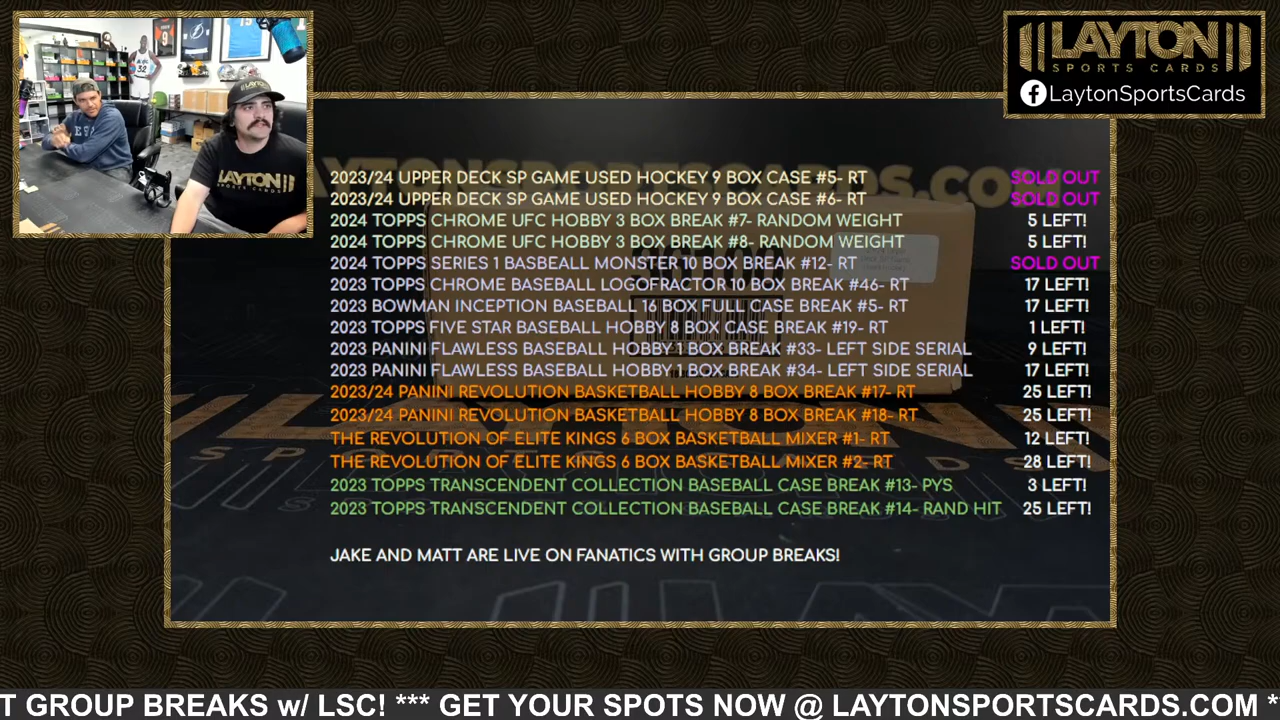 LAYTON
SPORTS CARDS
LaytonSportsCards
2023/24 UPPER DECK SP GAME USED HOCKEY 9 BOX CASE #5- RT SOLD OUT
2023/24 UPPER DECK SP GAME USED HOCKEY 9 BOX CASE #6- RT SOLD OUT
2024 TOPPS CHROME UFC HOBBY 3 BOX BREAK #7- RANDOM WEIGHT 5 LEFT!
2024 TOPPS CHROME UFC HOBBY 3 BOX BREAK #8- RANDOM WEIGHT 5 LEFT!
2024 TOPPS SERIES 1 BASBEALL MONSTER 10 BOX BREAK #12- RT SOLD OUT
2023 TOPPS CHROME BASEBALL LOGOFRACTOR 10 BOX BREAK #46- RT 17 LEFT!
2023 BOWMAN INCEPTION BASEBALL 16 BOX FULL CASE BREAK #5- RT 17 LEFT!
2023 TOPPS FIVE STAR BASEBALL HOBBY 8 BOX CASE BREAK #19- RT 1 LEFT!
2023 PANINI FLAWLESS BASEBALL HOBBY 1 BOX BREAK #33- LEFT SIDE SERIAL 9 LEFT!
2023 PANINI FLAWLESS BASEBALL HOBBY 1 BOX BREAK #34- LEFT SIDE SERIAL 17 LEFT!
2023/24 PANINI REVOLUTION BASKETBALL HOBBY 8 BOX BREAK #17- RT 25 LEFT!
2023/24 PANINI REVOLUTION BASKETBALL HOBBY 8 BOX BREAK #18- RT 25 LEFT!
THE REVOLUTION OF ELITE KINGS 6 BOX BASKETBALL MIXER #1- RT 12 LEFT!
THE REVOLUTION OF ELITE KINGS 6 BOX BASKETBALL MIXER #2- RT 28 LEFT!
2023 TOPPS TRANSCENDENT COLLECTION BASEBALL CASE BREAK #13- PYS 3 LEFT!
2023 TOPPS TRANSCENDENT COLLECTION BASEBALL CASE BREAK #14- RAND HIT 25 LEFT!
JAKE AND MATT ARE LIVE ON FANATICS WITH GROUP BREAKS!
T GROUP BREAKS w/ LSC! *** GET YOUR SPOTS NOW @ LAYTONSPORTSCARDS.COM *